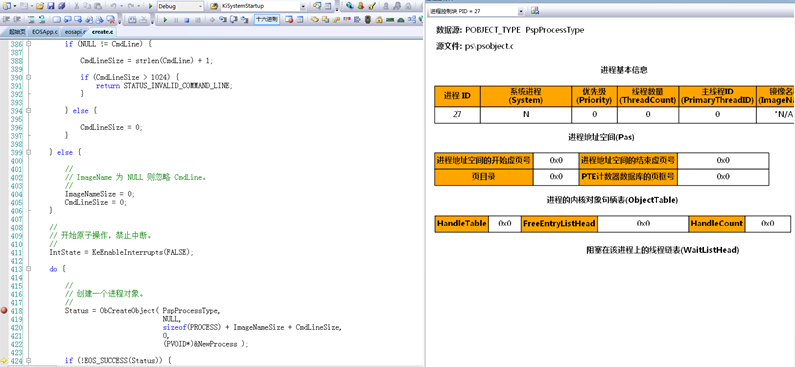 Debug
KiSystemStartup
十六进制
起始页 EOSApp.c eosapi.r create.c
386 if (NULL != CmdLine) {
387
388 CmdLineSize = strlen(CmdLine) + 1;
389
390 if (CmdLineSize > 1024) {
391 return STATUS_INVALID_COMMAND_LINE;
392 }
393
394 } else {
395
396 CmdLineSize = 0;
397 }
398
399 } else {
400
401 //
402 // ImageName 为 NULL 则忽略 CmdLine。
403 //
404 ImageNameSize = 0;
405 CmdLineSize = 0;
406 }
407
408 //
409 // 开始原子操作，禁止中断。
410 //
411 IntState = KeEnableInterrupts(FALSE);
412
413 do {
414
415 //
416 // 创建一个进程对象。
417 //
418 Status = ObCreateObject( PspProcessType,
419 NULL,
420 sizeof(PROCESS) + ImageNameSize + CmdLineSize,
421 0,
422 (PVOID*)&NewProcess );
423
424 if (!EOS_SUCCESS(Status)) {
进程控制块 PID = 27
数据源: POBJECT_TYPE PspProcessType
源文件: ps\psobject.c
进程基本信息
进程 ID 系统进程 (System) 优先级 (Priority) 线程数量 (ThreadCount) 主线程ID (PrimaryThreadID) 镜像名 (ImageNa
27 N 0 0 0 "N/A
进程地址空间(Pas)
进程地址空间的开始虚页号 0x0 进程地址空间的结束虚页号 0x0
页目录 0x0 PTE计数器数据库的页框号 0x0
进程的内核对象句柄表(ObjectTable)
HandleTable 0x0 FreeEntryListHead 0x0 HandleCount 0x0
阻塞在该进程上的线程链表(WaitListHead)